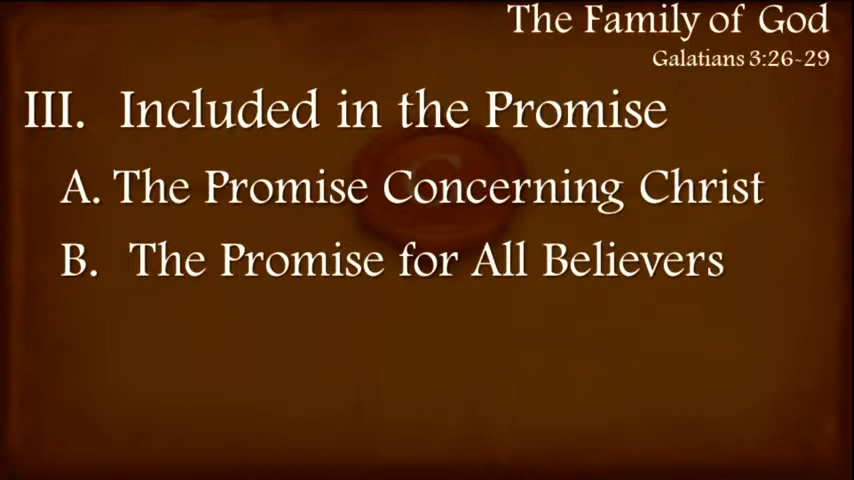 The Family of God
Galatians 3:26-29
III. Included in the Promise
A. The Promise Concerning Christ
B. The Promise for All Believers